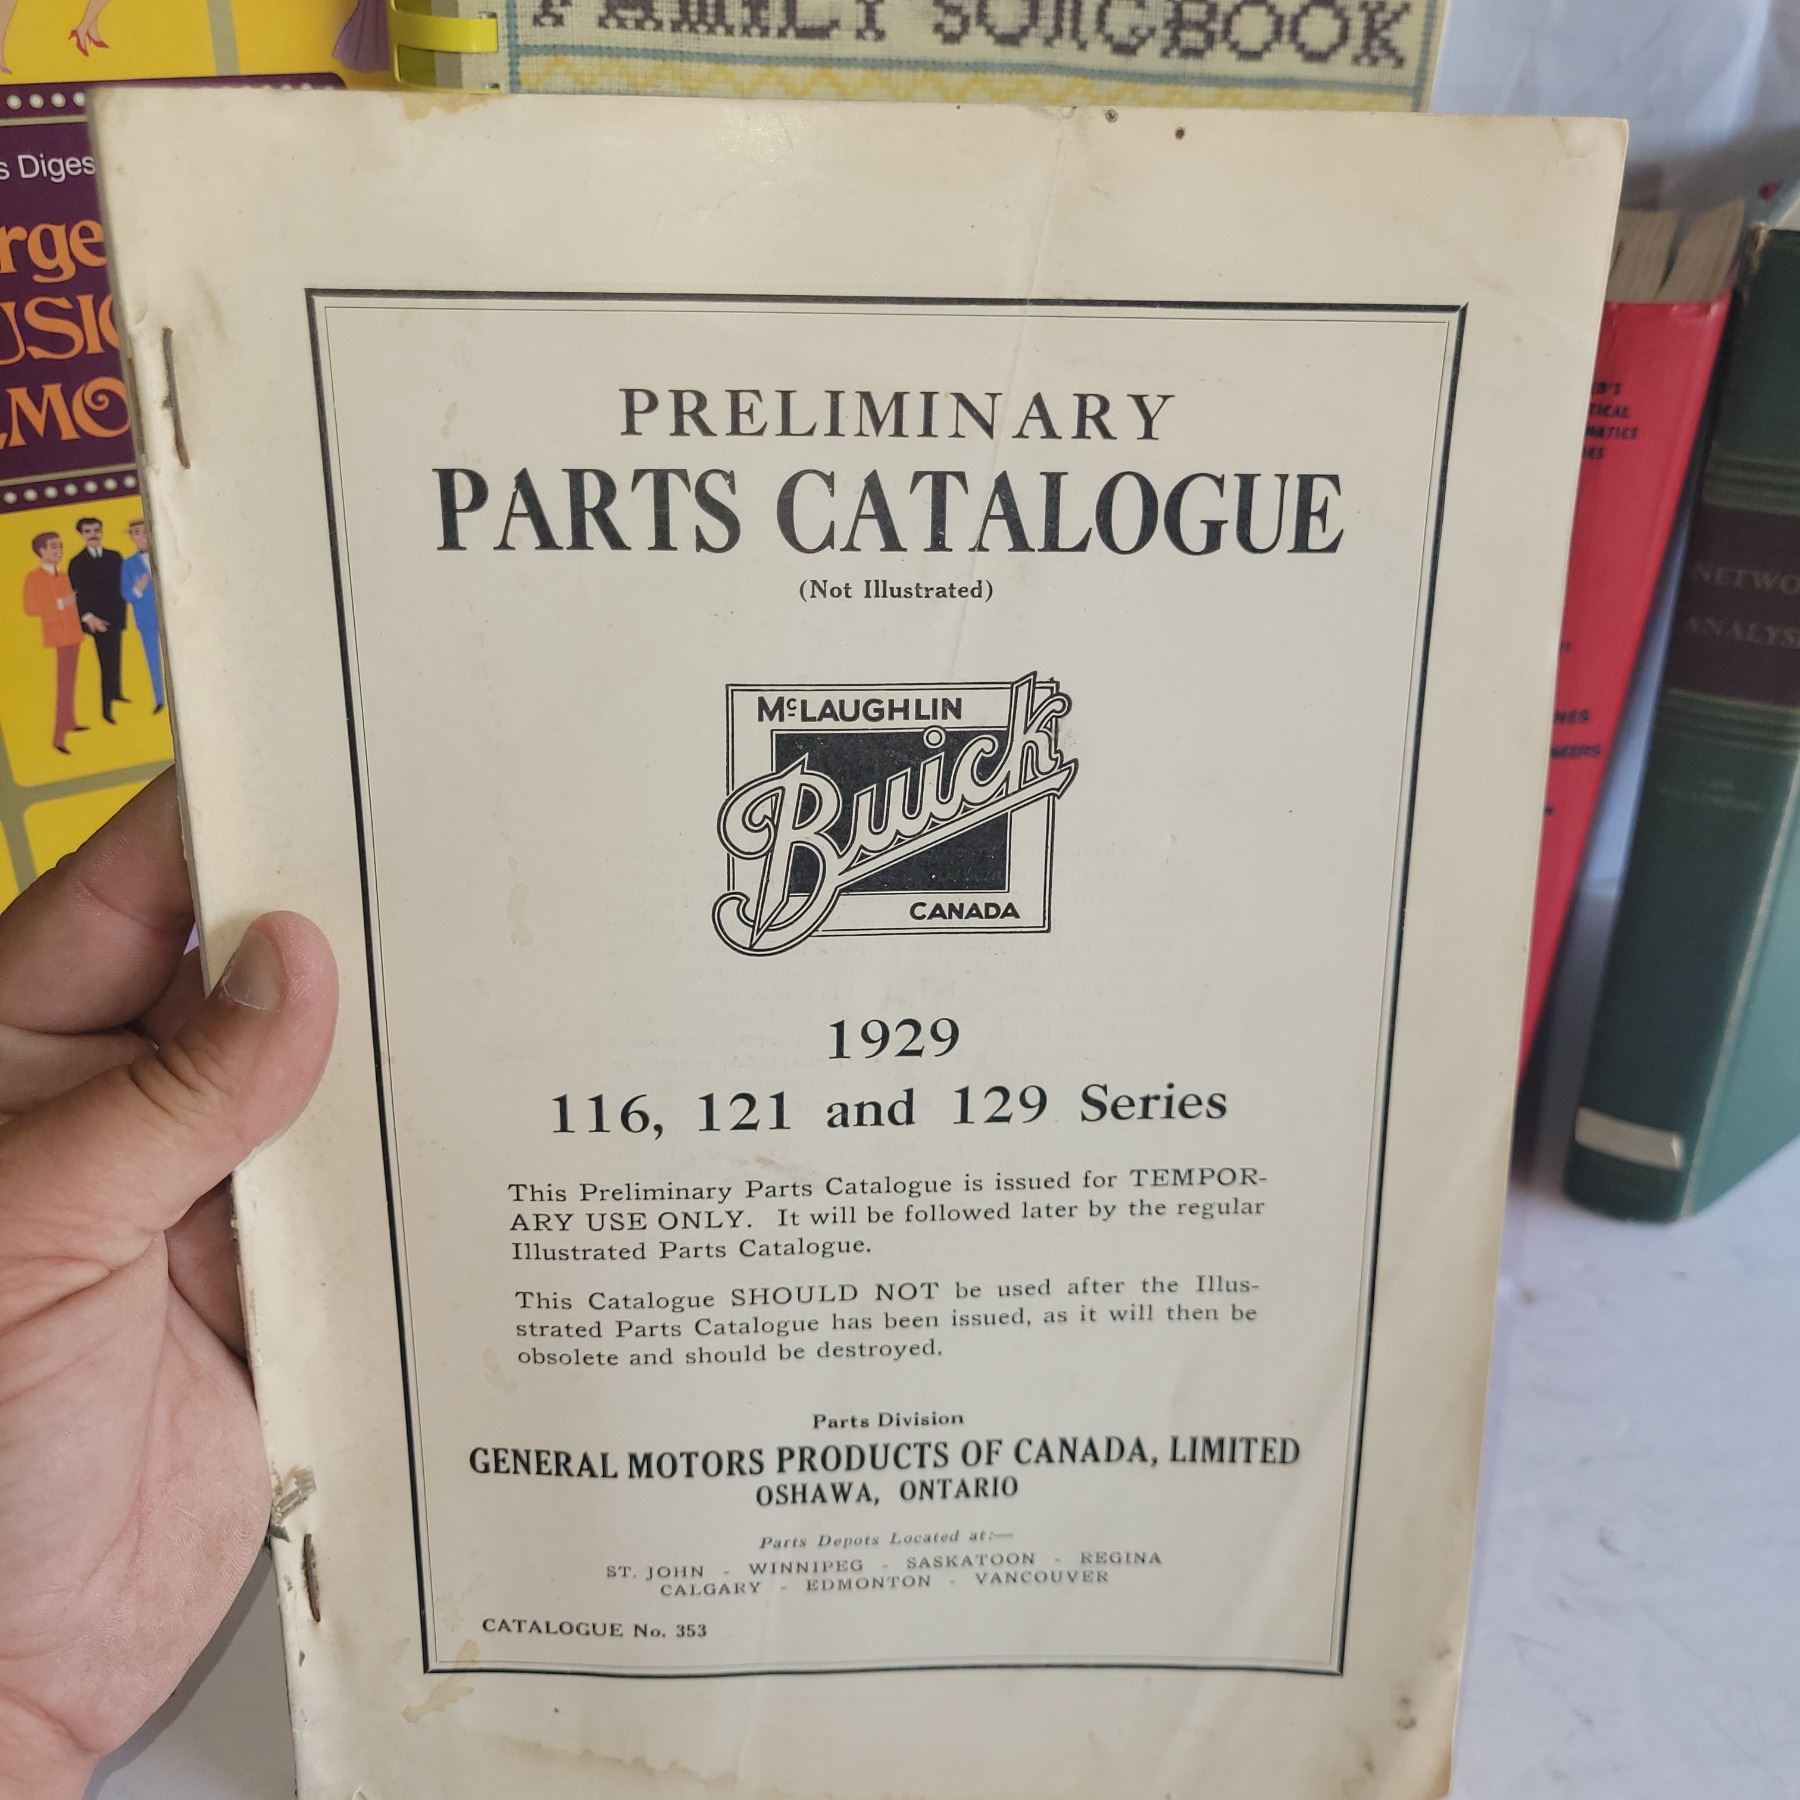 FAMILY SONGBOOK
PRELIMINARY
PARTS CATALOGUE
(Not Illustrated)
McLAUGHLIN
Buick
CANADA
1929
116, 121 and 129 Series
This Preliminary Parts Catalogue is issued for TEMPOR-
ARY USE ONLY. It will be followed later by the regular
Illustrated Parts Catalogue.
This Catalogue SHOULD NOT be used after the Illus-
strated Parts Catalogue has been issued, as it will then be
obsolete and should be destroyed.
Parts Division
GENERAL MOTORS PRODUCTS OF CANADA, LIMITED
OSHAWA, ONTARIO
Parts Depots Located at:—
ST. JOHN - WINNIPEG - SASKATOON - REGINA
CALGARY - EDMONTON - VANCOUVER
CATALOGUE No. 353